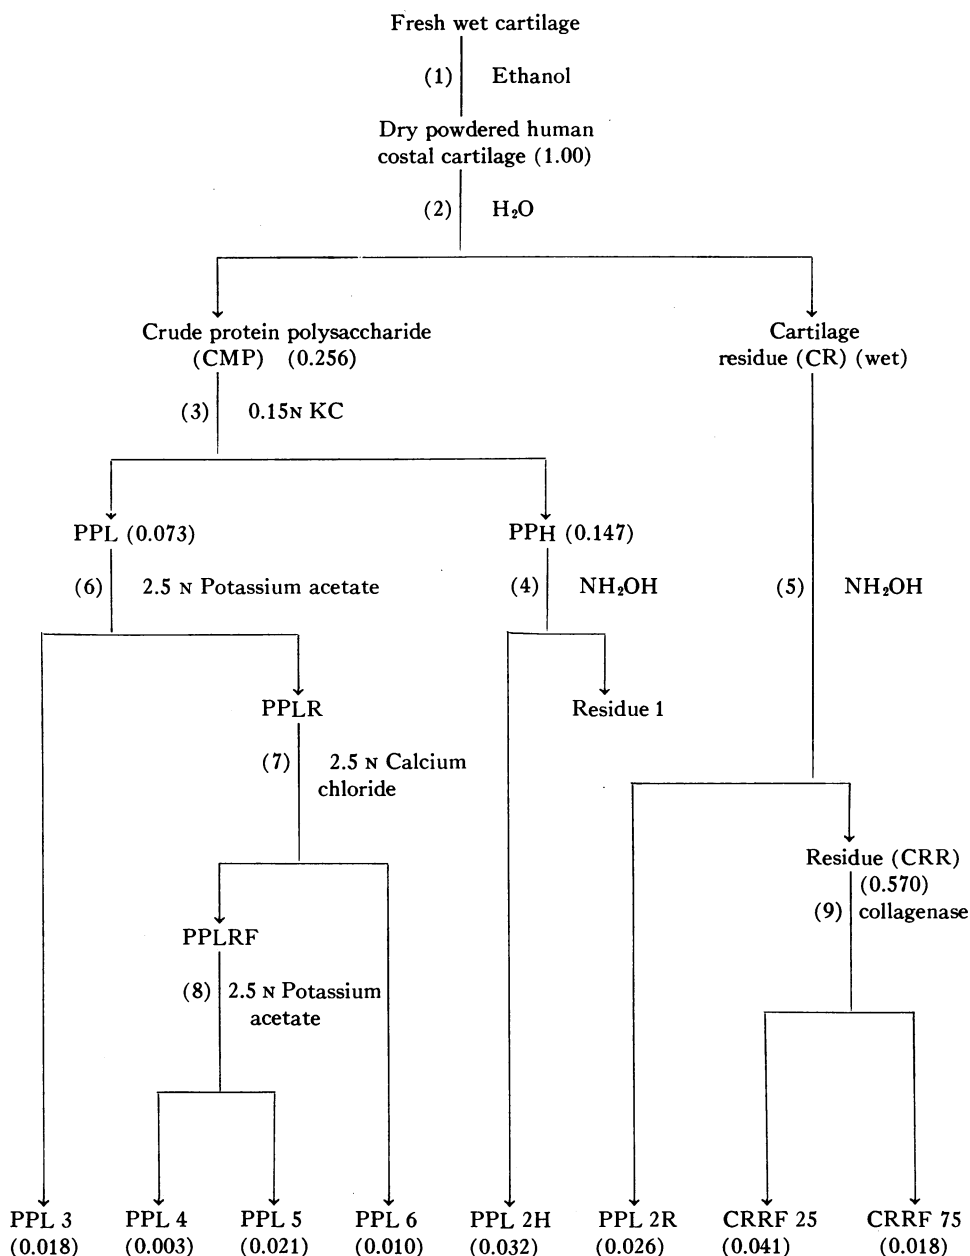 Fresh wet cartilage
(1) Ethanol
Dry powdered human
costal cartilage (1.00)
(2) H₂O
Crude protein polysaccharide
(CMP) (0.256)
Cartilage
residue (CR) (wet)
(3) 0.15N KC
PPL (0.073)
PPH (0.147)
(6) 2.5 N Potassium acetate
(4) NH₂OH
(5) NH₂OH
PPLR
Residue 1
(7) 2.5 N Calcium
chloride
Residue (CRR)
(0.570)
(9) collagenase
PPLRF
(8) 2.5 N Potassium
acetate
PPL 3 PPL 4 PPL 5 PPL 6 PPL 2H PPL 2R CRRF 25 CRRF 75
(0.018) (0.003) (0.021) (0.010) (0.032) (0.026) (0.041) (0.018)